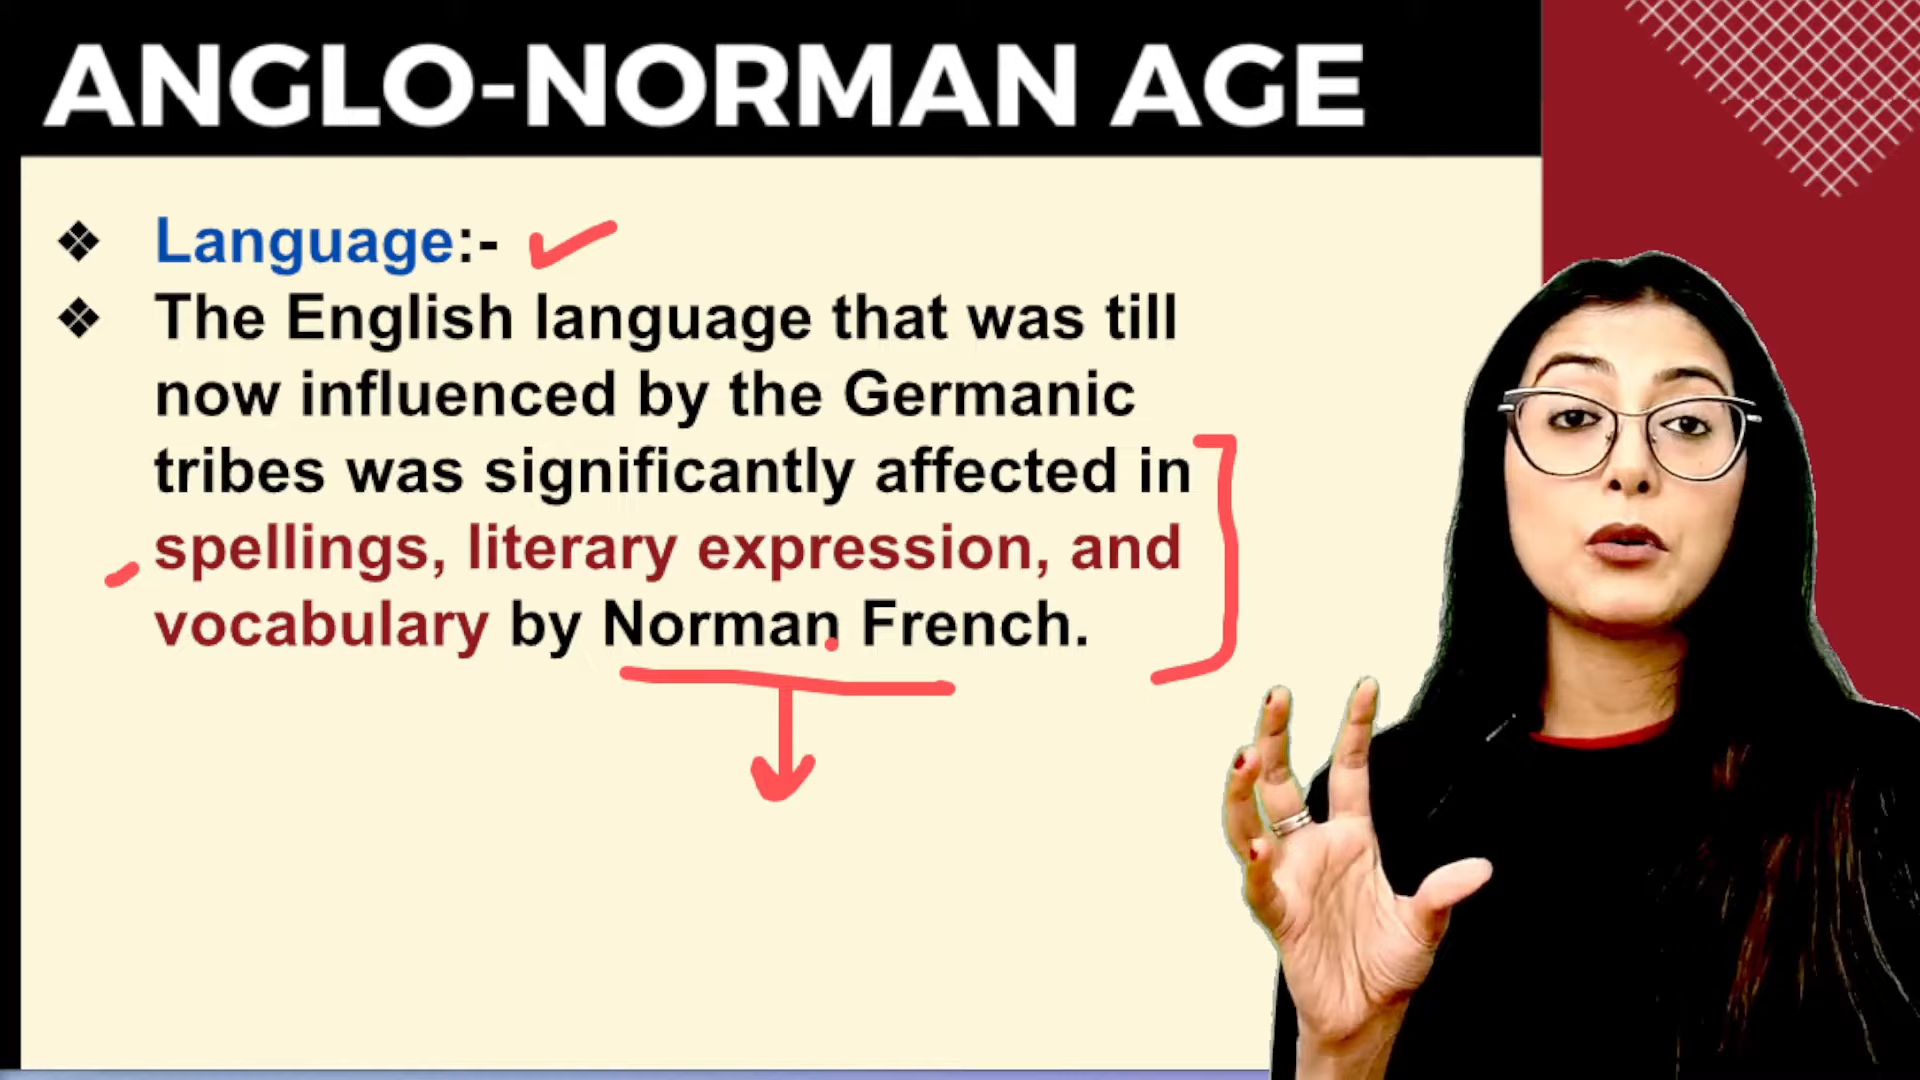 ANGLO-NORMAN AGE
Language:-
The English language that was till
now influenced by the Germanic
tribes was significantly affected in
spellings, literary expression, and
vocabulary by Norman French.